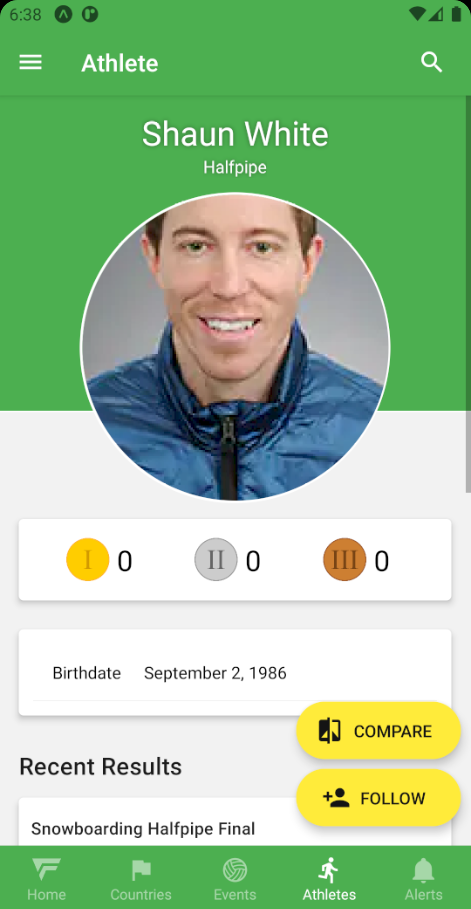 6:38
Athlete
Shaun White
Halfpipe
I 0 II 0 III 0
Birthdate September 2, 1986
COMPARE
Recent Results
FOLLOW
Snowboarding Halfpipe Final
Home Countries Events Athletes Alerts